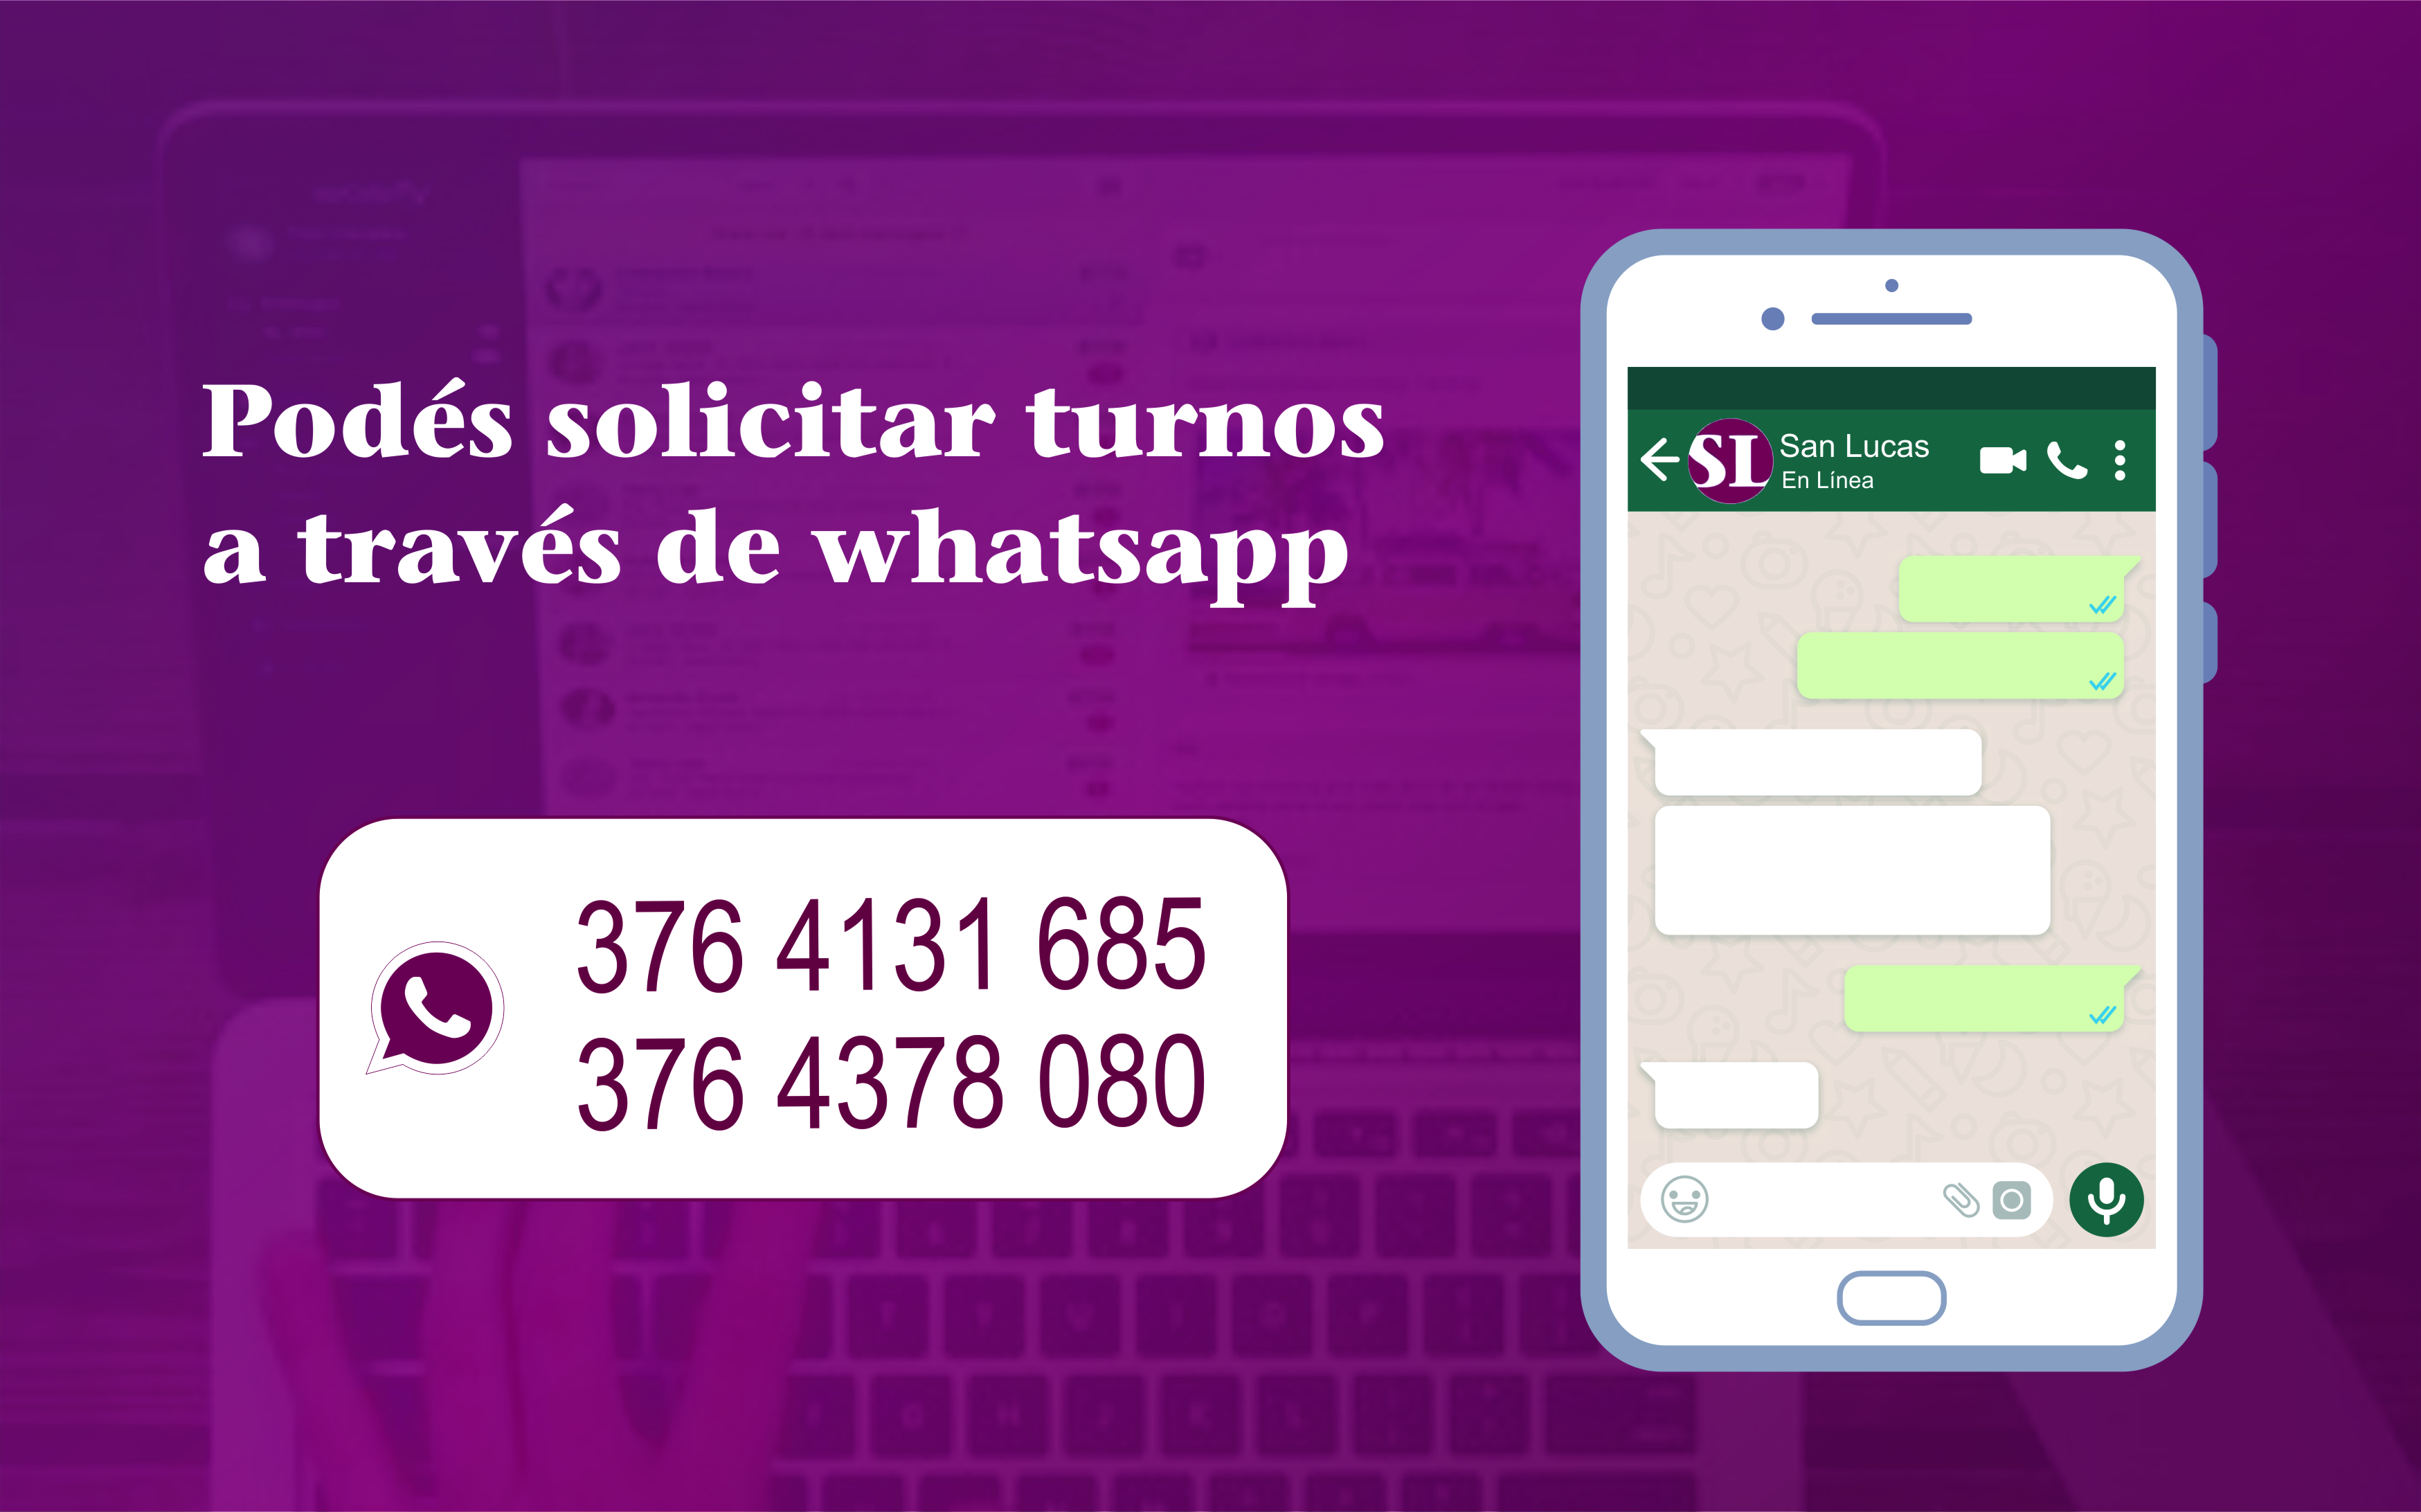 Podés solicitar turnos
a través de whatsapp
376 4131 685
376 4378 080
SL
San Lucas
En Línea